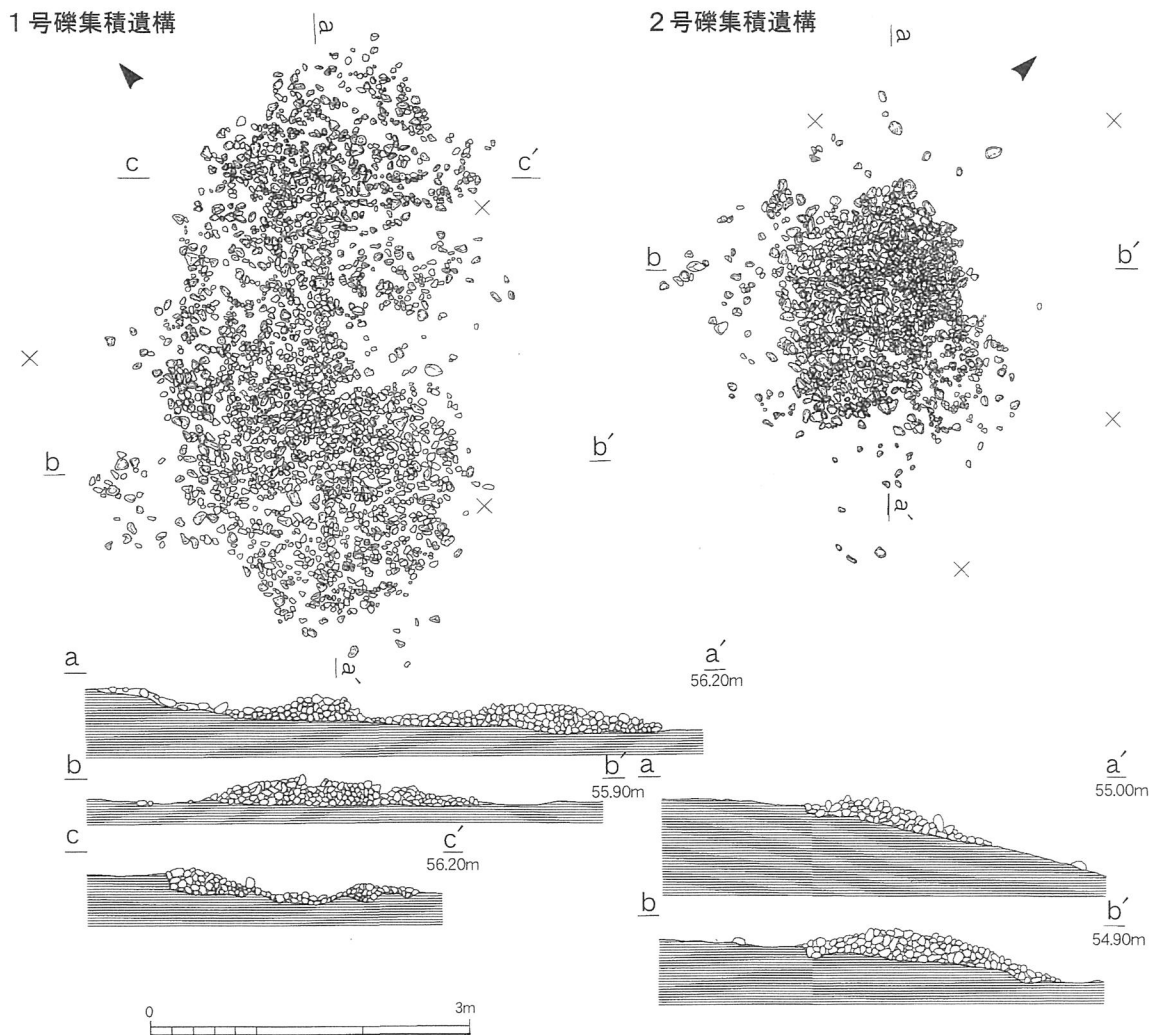 1号礫集積遺構
a
c c′
b b′
a′
2号礫集積遺構
a
b b′
a′
a a′
56.20m
b b′
55.90m
c c′
56.20m
a a′
55.00m
b b′
54.90m
0 3m